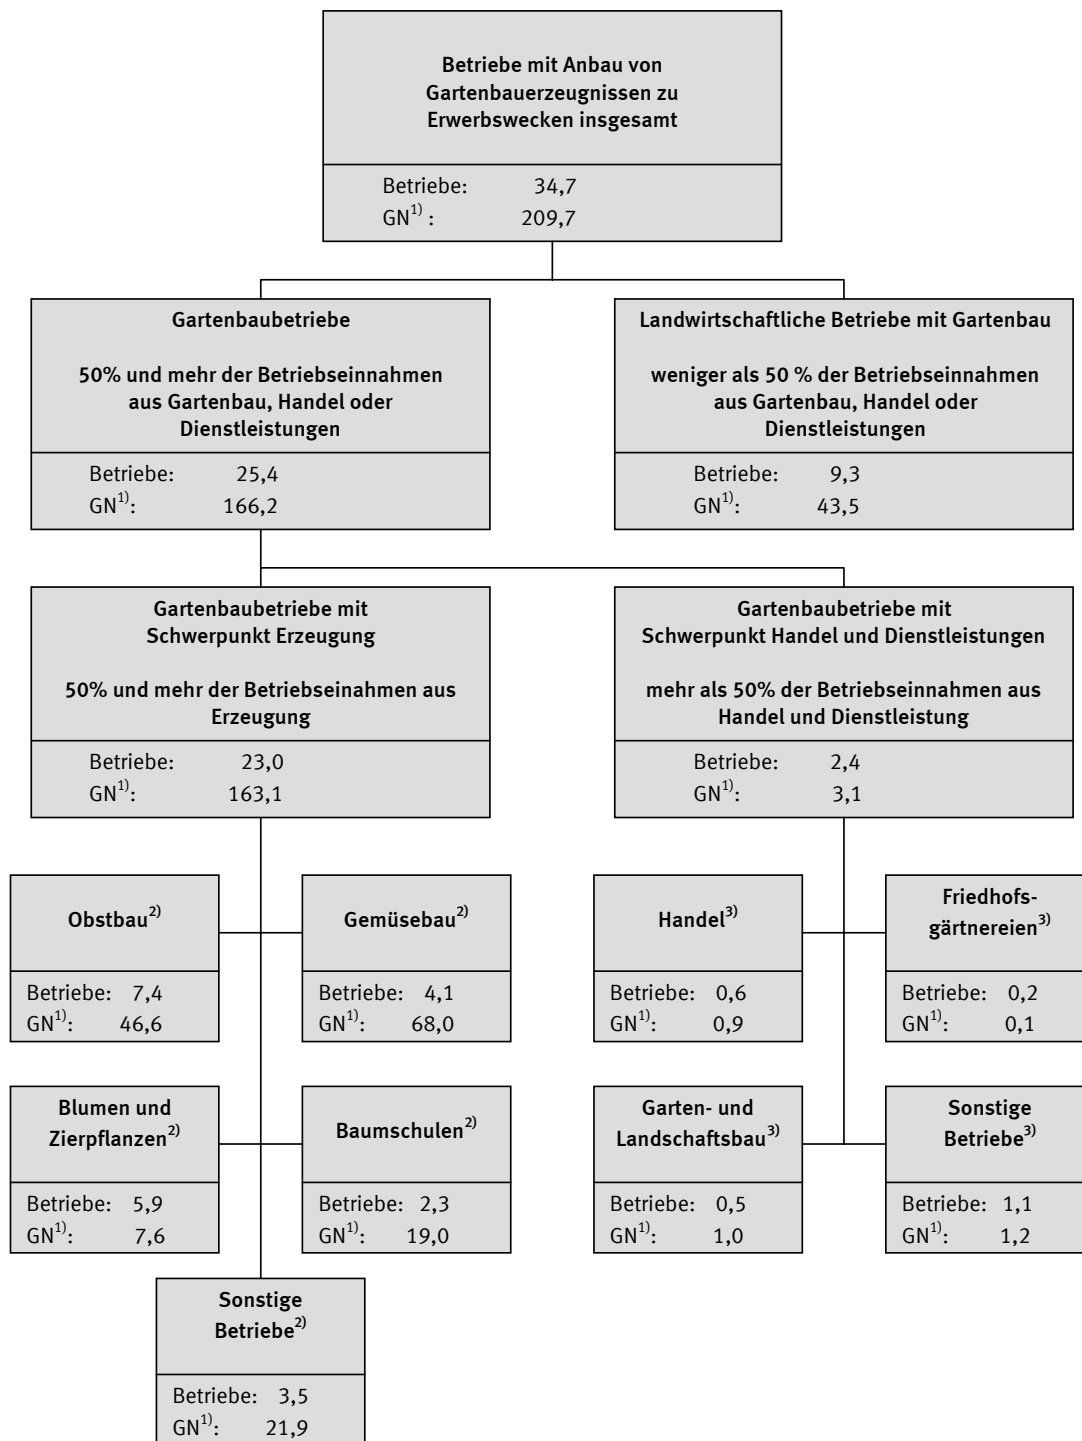 Betriebe mit Anbau von
Gartenbauerzeugnissen zu
Erwerbswecken insgesamt
Betriebe: 34,7
GN1) : 209,7
Gartenbaubetriebe
50% und mehr der Betriebseinnahmen
aus Gartenbau, Handel oder
Dienstleistungen
Betriebe: 25,4
GN1): 166,2
Landwirtschaftliche Betriebe mit Gartenbau
weniger als 50 % der Betriebseinnahmen
aus Gartenbau, Handel oder
Dienstleistungen
Betriebe: 9,3
GN1): 43,5
Gartenbaubetriebe mit
Schwerpunkt Erzeugung
50% und mehr der Betriebseinahmen aus
Erzeugung
Betriebe: 23,0
GN1): 163,1
Gartenbaubetriebe mit
Schwerpunkt Handel und Dienstleistungen
mehr als 50% der Betriebseinnahmen aus
Handel und Dienstleistung
Betriebe: 2,4
GN1): 3,1
Obstbau2)
Betriebe: 7,4
GN1): 46,6
Gemüsebau2)
Betriebe: 4,1
GN1): 68,0
Handel3)
Betriebe: 0,6
GN1): 0,9
Friedhofs-
gärtnereien3)
Betriebe: 0,2
GN1): 0,1
Blumen und
Zierpflanzen2)
Betriebe: 5,9
GN1): 7,6
Baumschulen2)
Betriebe: 2,3
GN1): 19,0
Garten- und
Landschaftsbau3)
Betriebe: 0,5
GN1): 1,0
Sonstige
Betriebe3)
Betriebe: 1,1
GN1): 1,2
Sonstige
Betriebe2)
Betriebe: 3,5
GN1): 21,9